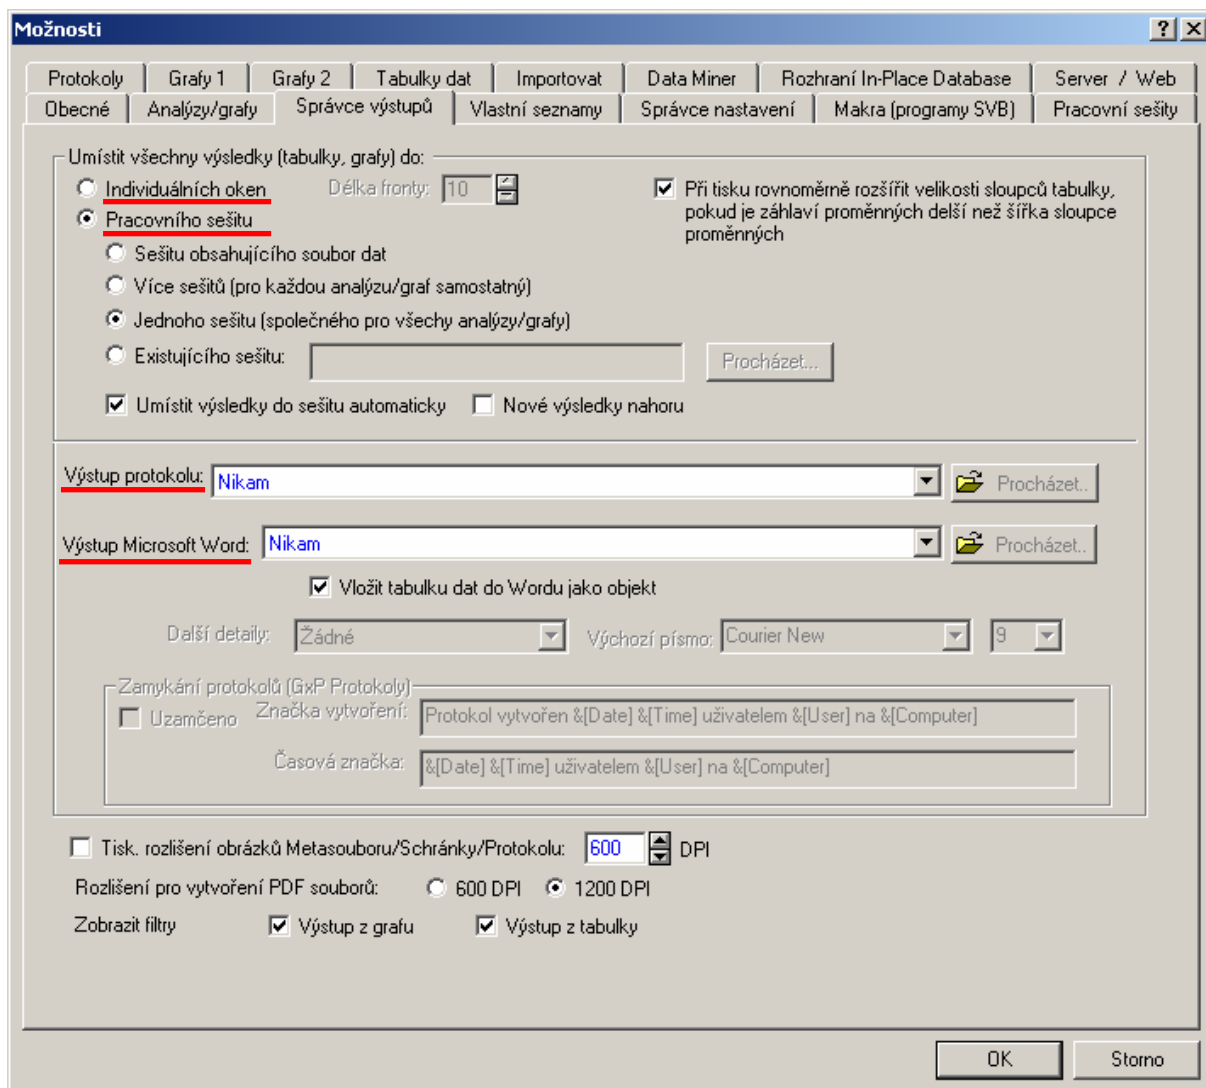 Možnosti
Protokoly Grafy 1 Grafy 2 Tabulky dat Importovat Data Miner Rozhraní In-Place Database Server / Web
Obecné Analýzy/grafy Správce výstupů Vlastní seznamy Správce nastavení Makra (programy SVB) Pracovní sešity
Umístit všechny výsledky (tabulky, grafy) do:
Individuálních oken Délka fronty: 10
Pracovního sešitu
Při tisku rovnoměrně rozšířit velikosti sloupců tabulky,
pokud je záhlaví proměnných delší než šířka sloupce
proměnných
Sešitu obsahujícího soubor dat
Více sešitů (pro každou analýzu/graf samostatný)
Jednoho sešitu (společného pro všechy analýzy/grafy)
Existujícího sešitu: Procházet...
Umístit výsledky do sešitu automaticky Nové výsledky nahoru
Výstup protokolu: Nikam Procházet..
Výstup Microsoft Word: Nikam Procházet..
Vložit tabulku dat do Wordu jako objekt
Další detaily: Žádné Výchozí písmo: Courier New 9
Zamykání protokolů (GxP Protokoly)
Uzamčeno Značka vytvoření: Protokol vytvořen &[Date] &[Time] uživatelem &[User] na &[Computer]
Časová značka: &[Date] &[Time] uživatelem &[User] na &[Computer]
Tisk. rozlišení obrázků Metasouboru/Schránky/Protokolu: 600 DPI
Rozlišení pro vytvoření PDF souborů: 600 DPI 1200 DPI
Zobrazit filtry Výstup z grafu Výstup z tabulky
OK Storno